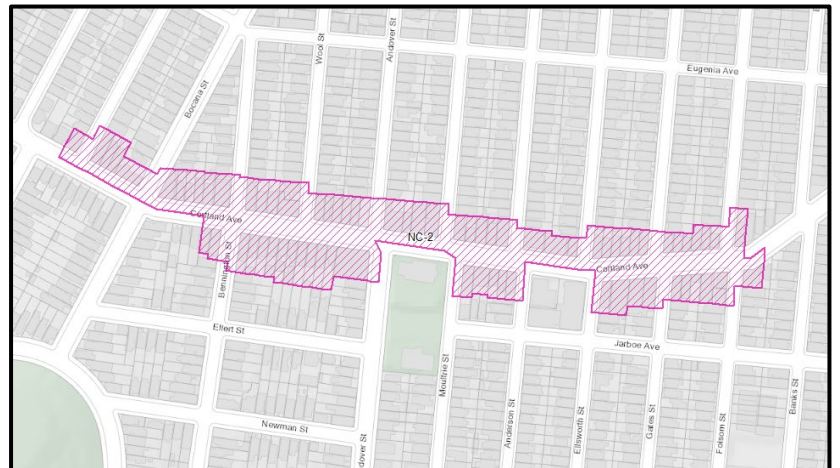 Eugenia Ave
Wool St
Andover St
Bocana St
Cortland Ave
NC-2
Cortland Ave
Bennington St
Ellert St
Jarboe Ave
Moultrie St
Newman St
dover St
Anderson St
Ellsworth St
Gates St
Folsom St
Banks St